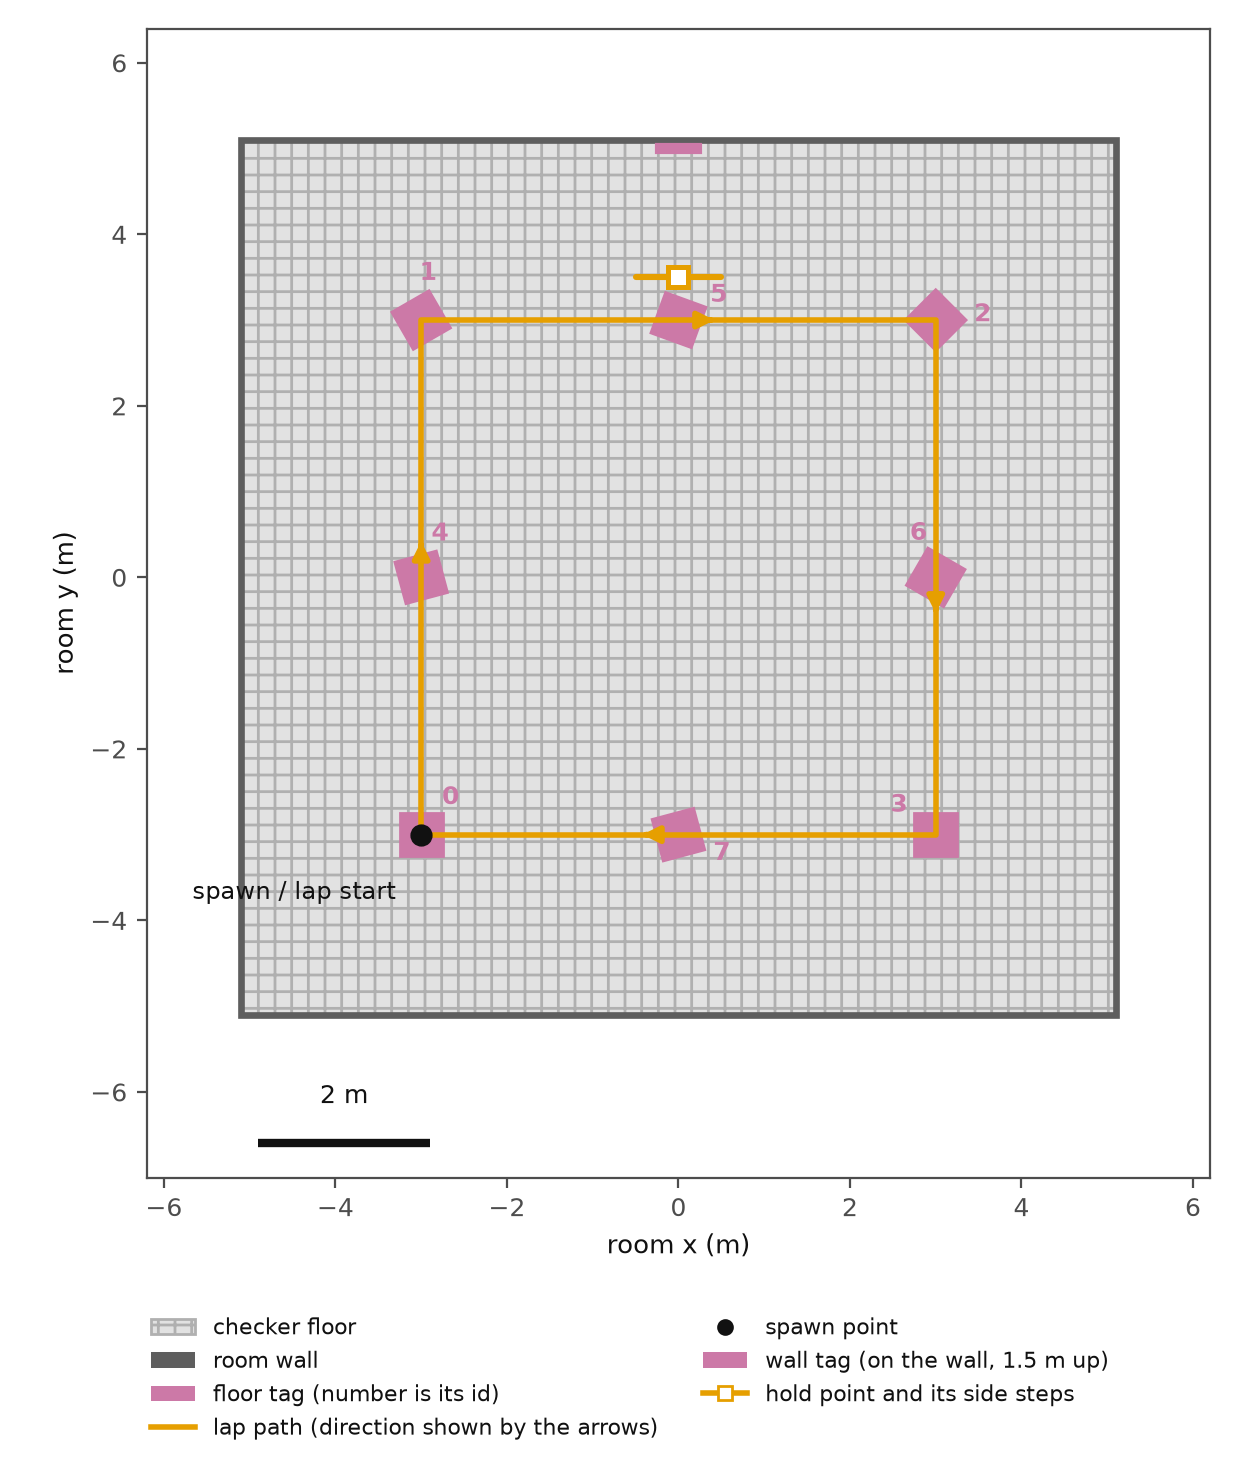 6
4
2
0
−2
−4
−6
room y (m)
1
5
2
4
6
0
3
7
spawn / lap start
2 m
−6
−4
−2
0
2
4
6
room x (m)
checker floor
room wall
floor tag (number is its id)
lap path (direction shown by the arrows)
spawn point
wall tag (on the wall, 1.5 m up)
hold point and its side steps